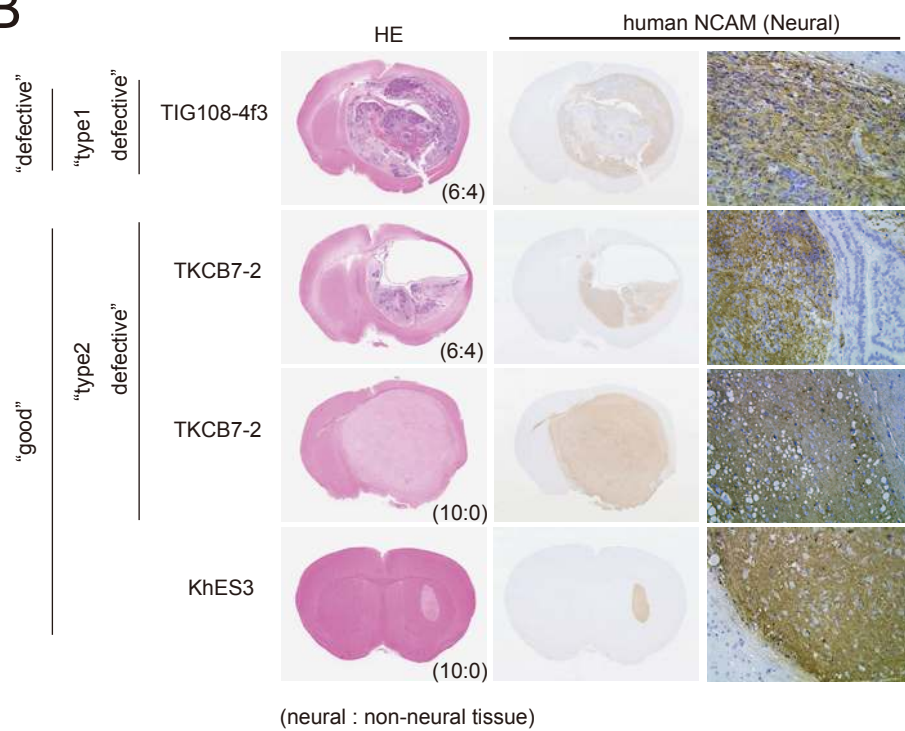 B
HE
human NCAM (Neural)
“defective”
“type1
defective”
TIG108-4f3
(6:4)
“good”
“type2
defective”
TKCB7-2
(6:4)
TKCB7-2
(10:0)
KhES3
(10:0)
(neural : non-neural tissue)